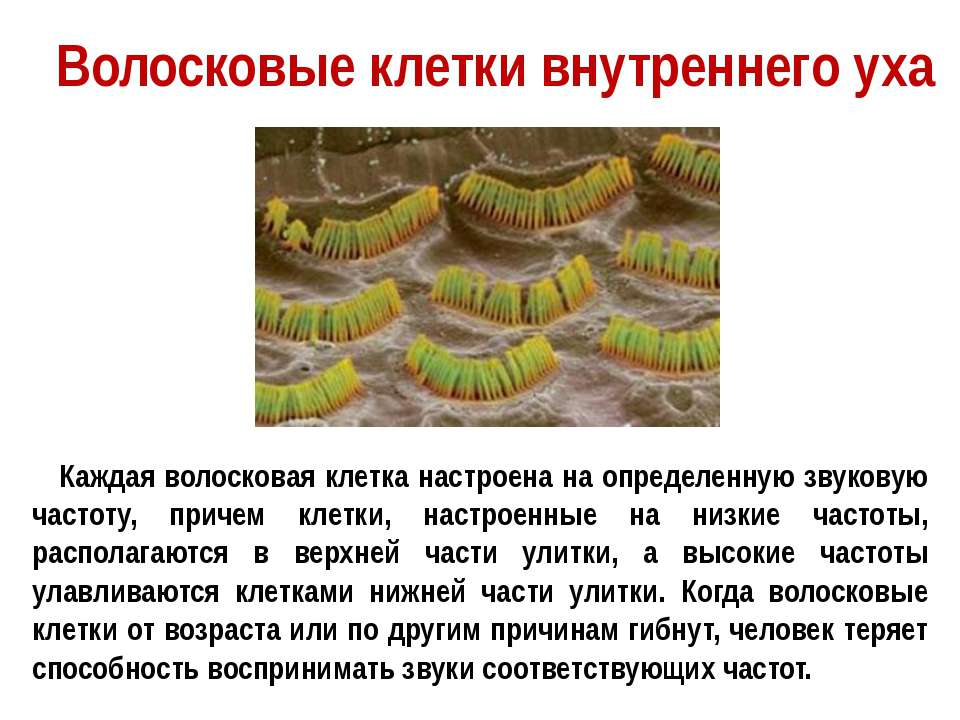 Волосковые клетки внутреннего уха
Каждая волосковая клетка настроена на определенную звуковую
частоту, причем клетки, настроенные на низкие частоты,
располагаются в верхней части улитки, а высокие частоты
улавливаются клетками нижней части улитки. Когда волосковые
клетки от возраста или по другим причинам гибнут, человек теряет
способность воспринимать звуки соответствующих частот.